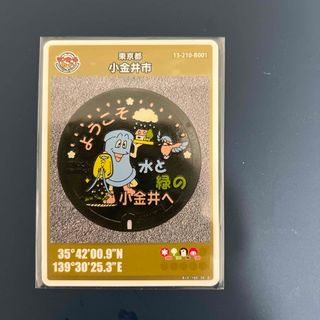 東京都
小金井市
13-210-B001
ようこそ
水と
緑の
小金井へ
35°42'00.9"N
139°30'25.3"E